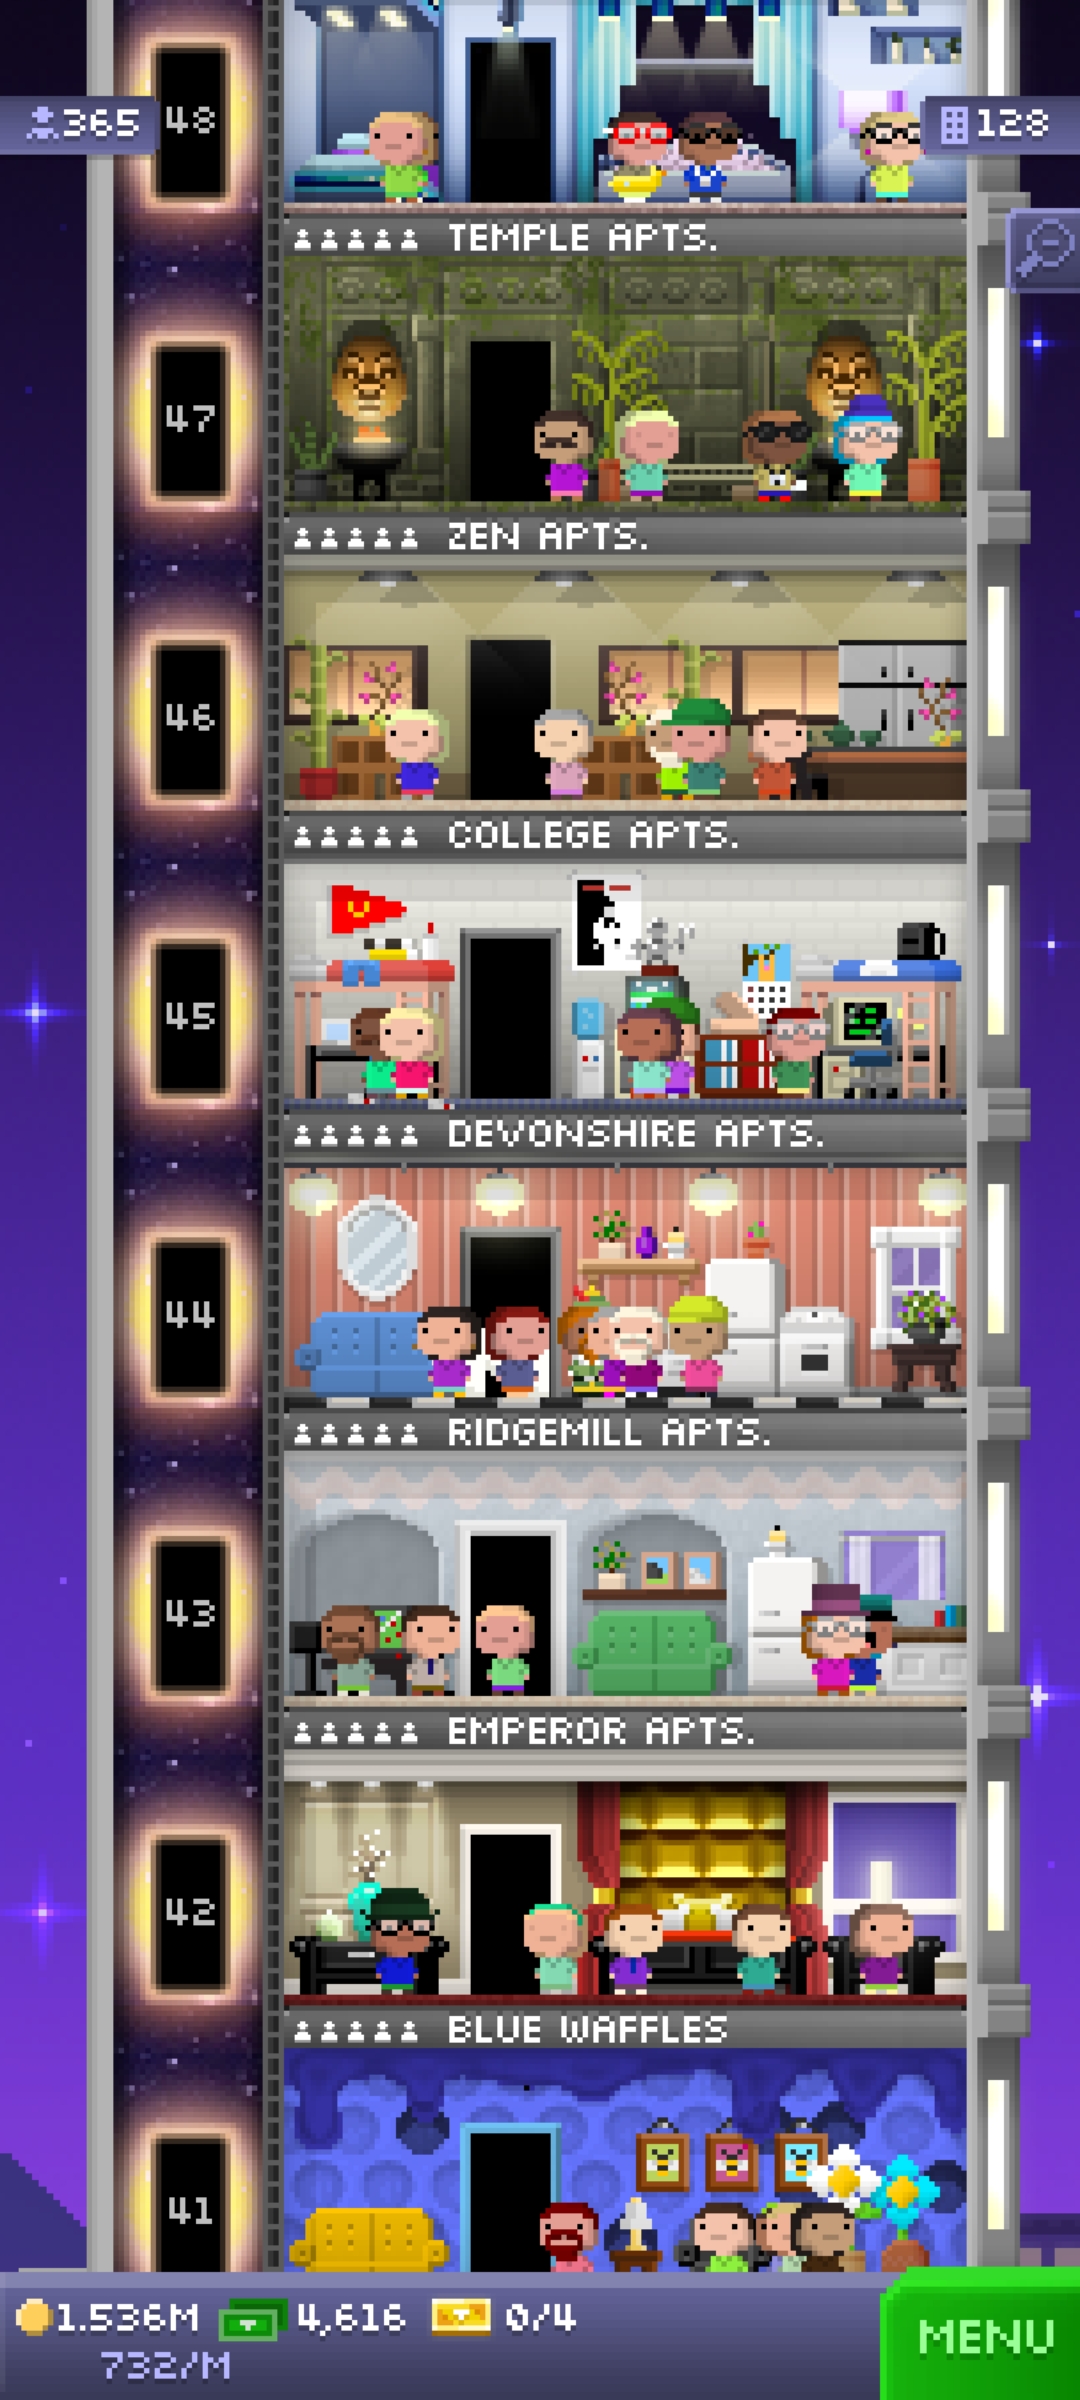 48
365
128
TEMPLE APTS.
47
ZEN APTS.
46
COLLEGE APTS.
45
DEVONSHIRE APTS.
44
RIDGEMILL APTS.
43
EMPEROR APTS.
42
BLUE WAFFLES
41
1.536M 4,616 0/4
732/M
MENU